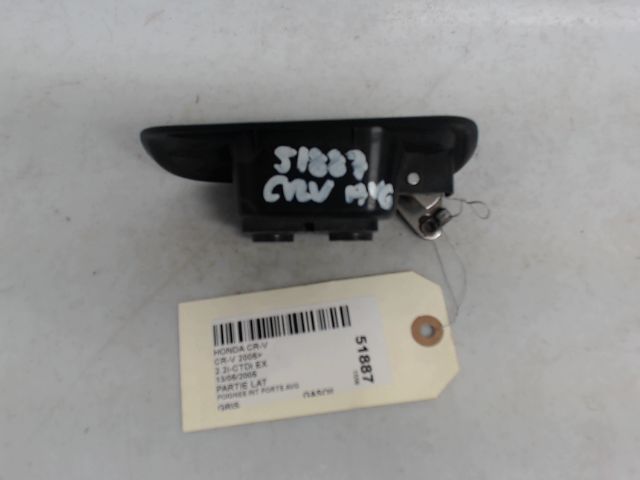 51887
CRV AVG
HONDA CR-V
CR-V 2005>
2.2I-CTDI EX
13/06/2005
PARTIE LAT
POIGNEE INT PORTE AVG
GASOIL
GRIS
51887